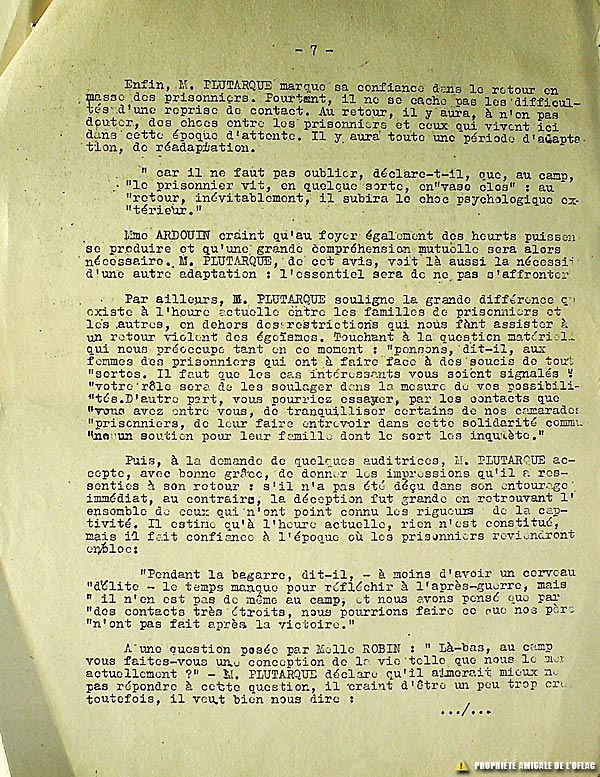 - 7 -
Enfin, M. PLUTARQUE marque sa confiance dans le retour en
masse des prisonniers. Pourtant, il ne se cache pas les difficul-
tés d'une reprise de contact. Au retour, il y aura, à n'en pas
douter, des chocs entre les prisonniers et ceux qui vivent ici
dans cette époque d'attente. Il y aura toute une période d'adapta-
tion, de réadaptation.
" car il ne faut pas oublier, déclare-t-il, que, au camp,
"le prisonnier vit, en quelque sorte, en"vase clos" : au
"retour, inévitablement, il subira le choc psychologique ex-
"térieur."
Mme ARDOUIN craint qu'au foyer également des heurts puissen
se produire et qu'une grande compréhension mutuelle sera alors
nécessaire. M. PLUTARQUE, de cet avis, voit là aussi la nécessi
d'une autre adaptation : l'essentiel sera de ne pas s'affronter
Par ailleurs, M. PLUTARQUE souligne la grande différence q
existe à l'heure actuelle entre les familles de prisonniers et
les autres, en dehors des restrictions qui nous font assister à
un retour violent des égoïsmes. Touchant à la question matériel
qui nous préoccupe tant en ce moment : "pensons, dit-il, aux
femmes des prisonniers qui ont à faire face à des soucis de tout
"sortes. Il faut que les cas intéressants vous soient signalés
"votre rôle sera de les soulager dans la mesure de vos possibili-
"tés.D'autre part, vous pourriez essayer, par les contacts que
"vous avez entre vous, de tranquilliser certains de nos camarades
"prisonniers, de leur faire entrevoir dans cette solidarité commu
"ne un soutien pour leur famille dont le sort les inquiète."
Puis, à la demande de quelques auditrices, M. PLUTARQUE ac-
cepte, avec bonne grâce, de donner les impressions qu'il a res-
senties à son retour : s'il n'a pas été déçu dans son entourage
immédiat, au contraire, la déception fut grande en retrouvant l'
ensemble de ceux qui n'ont point connu les rigueurs de la cap-
tivité. Il estime qu'à l'heure actuelle, rien n'est constitué,
mais il fait confiance à l'époque où les prisonniers reviendront
enbloc:
"Pendant la bagarre, dit-il, - à moins d'avoir un cerveau
"d'élite - le temps manque pour réfléchir à l'après-guerre, mais
" il n'en est pas de même au camp, et nous avons pensé que par
"des contacts très étroits, nous pourrions faire ce que nos père
"n'ont pas fait après la victoire."
A une question posée par Melle ROBIN : " Là-bas, au camp
vous faites-vous une conception de la vie telle que nous le
actuellement ?" - M. PLUTARQUE déclare qu'il aimerait mieux ne
pas répondre à cette question, il craint d'être un peu trop cru
toutefois, il veut bien nous dire :
.../...
PROPRIÉTÉ AMICALE DE L'OFLAG